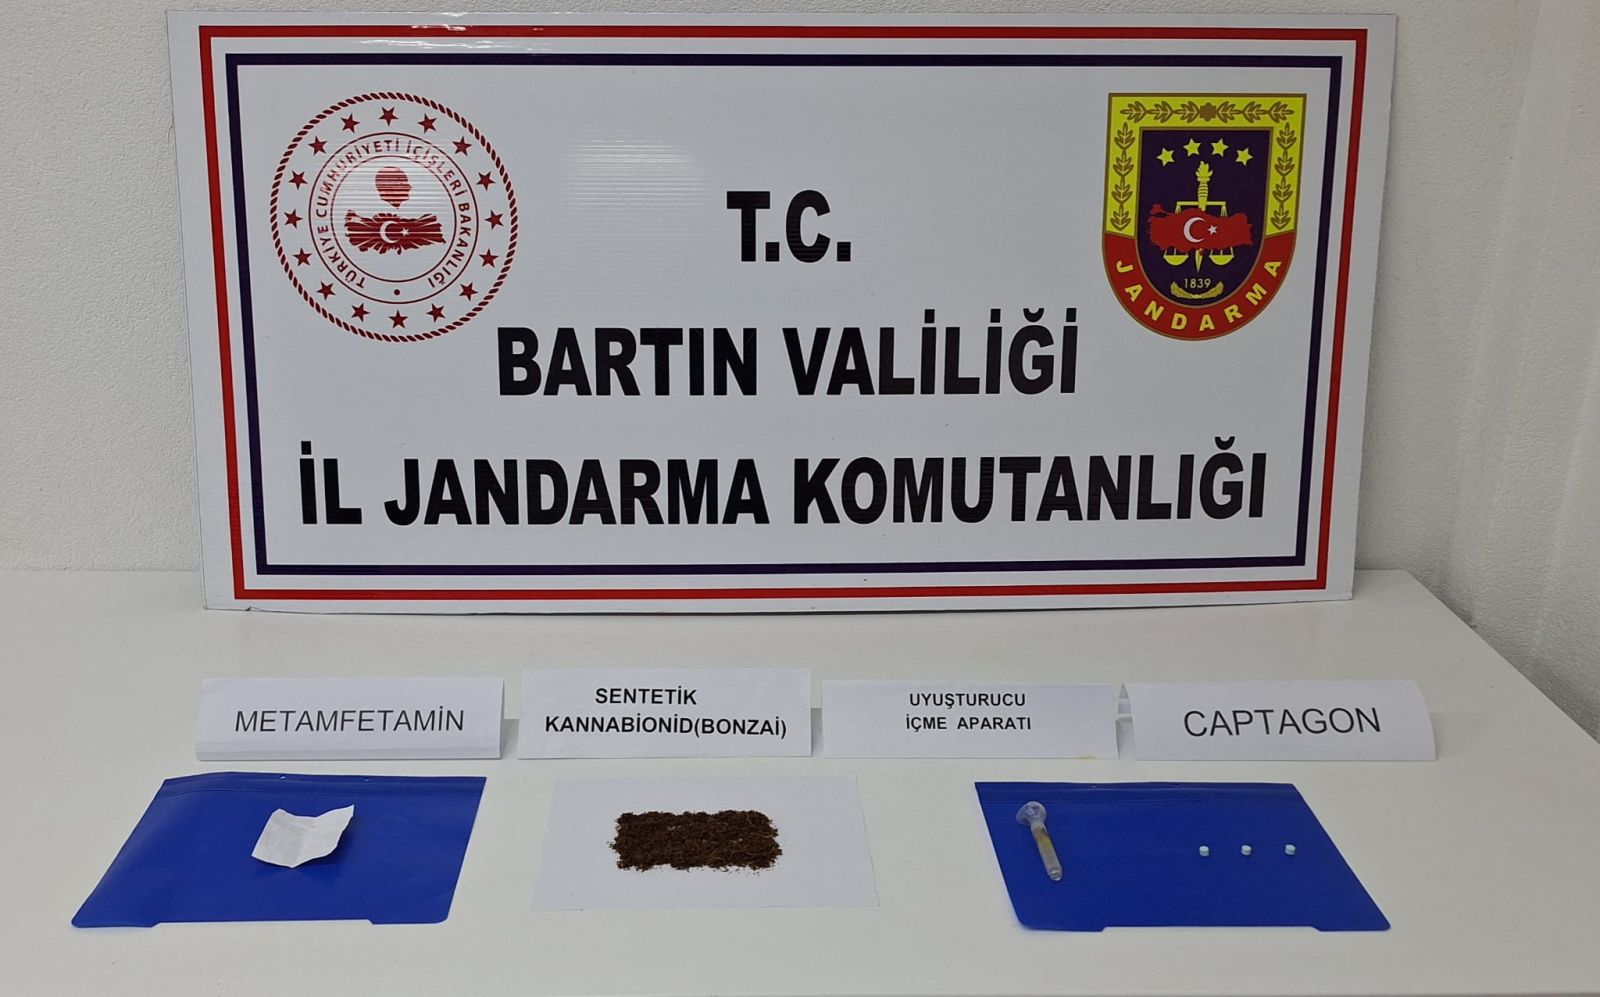 TÜRKİYE CUMHURİYETİ İÇİŞLERİ BAKANLIĞI
T.C.
BARTIN VALİLİĞİ
İL JANDARMA KOMUTANLIĞI
1839
JANDARMA
METAMFETAMİN
SENTETİK
KANNABİONİD(BONZAİ)
UYUŞTURUCU
İÇME APARATI
CAPTAGON